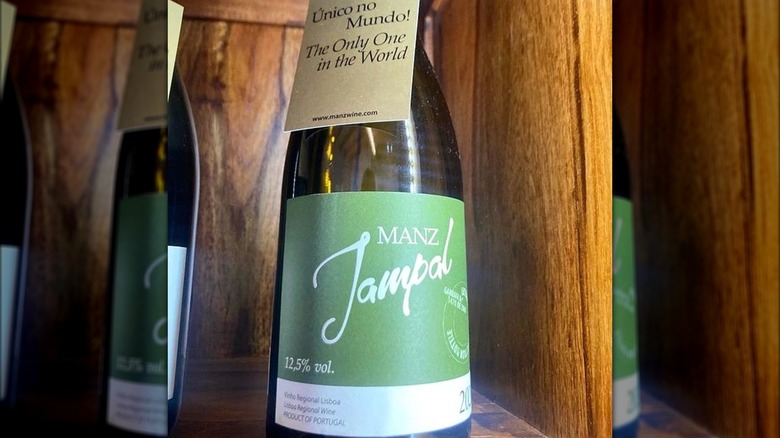 Único no
Mundo!
The Only One
in the World
www.manzwine.com
MANZ
Jampal
12,5% vol.
Vinho Regional Lisboa
Lisboa Regional Wine
PRODUCT OF PORTUGAL